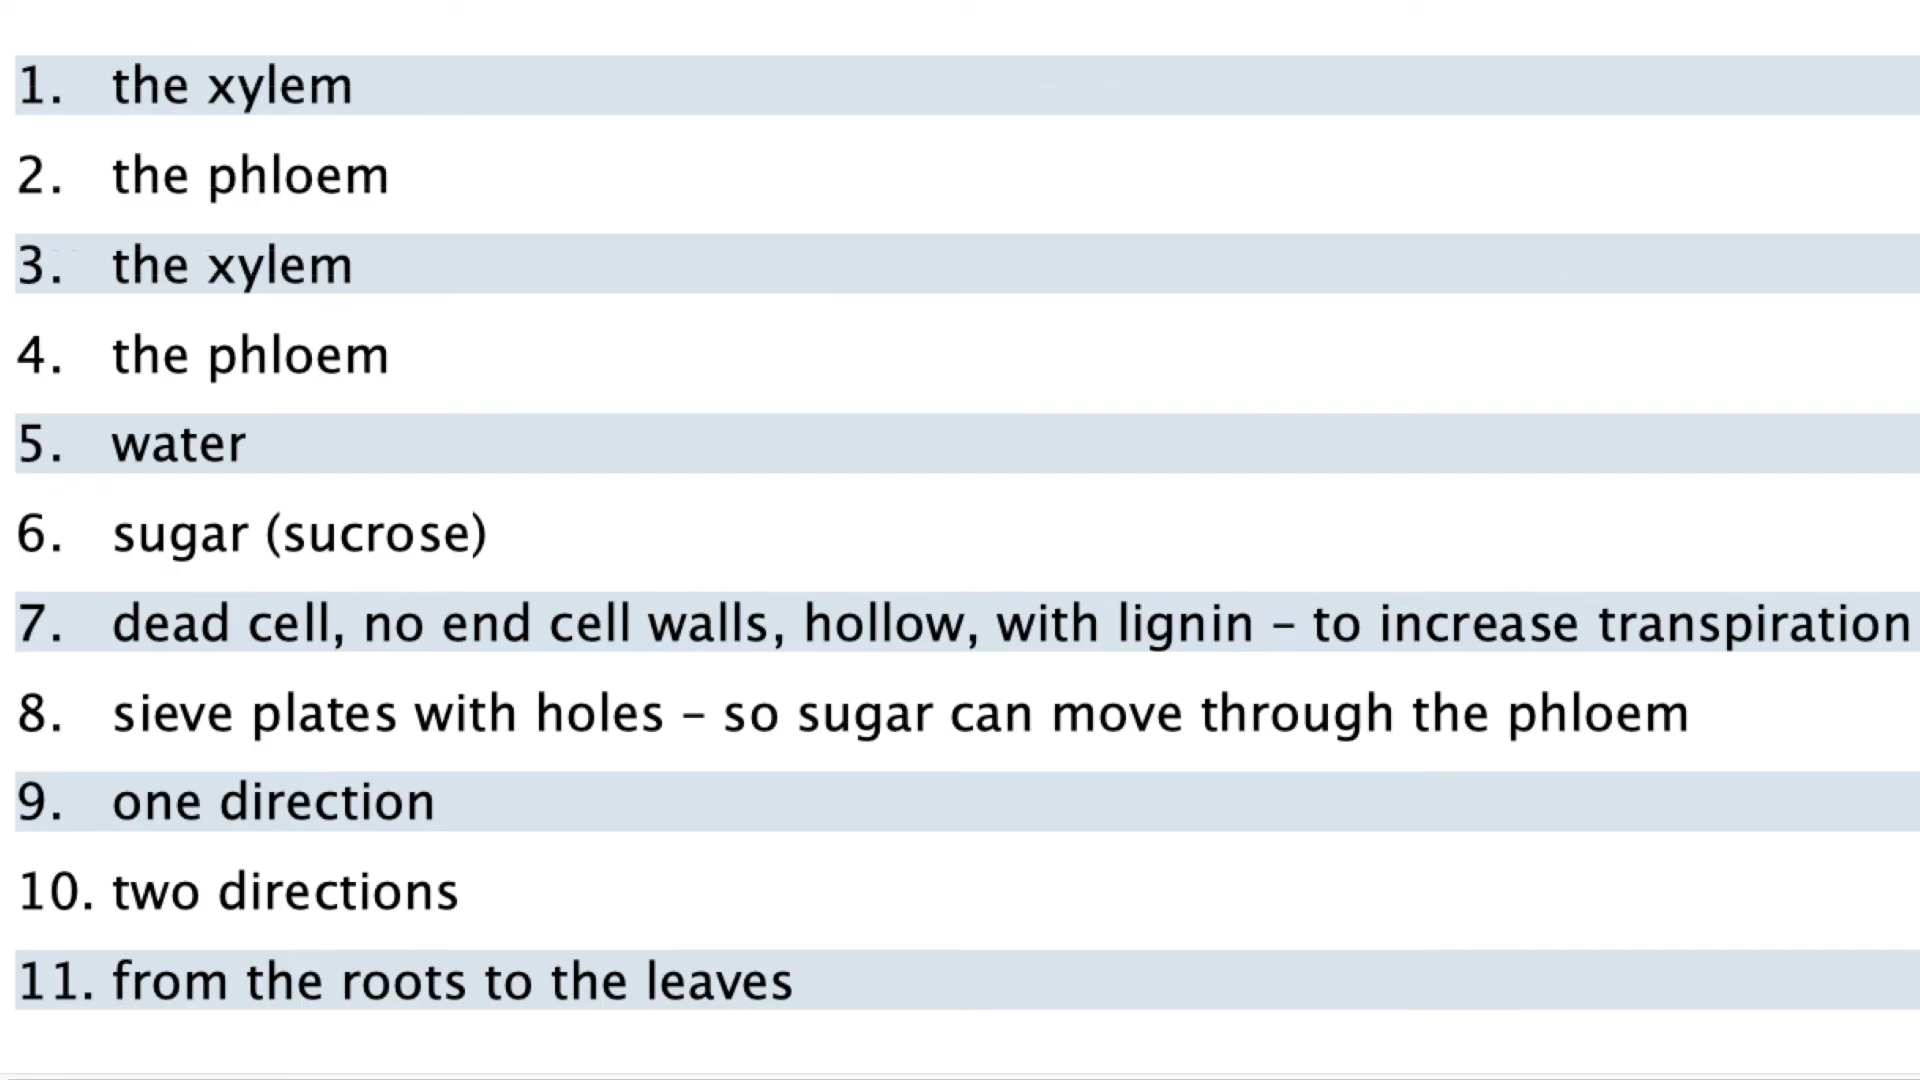 1. the xylem
2. the phloem
3. the xylem
4. the phloem
5. water
6. sugar (sucrose)
7. dead cell, no end cell walls, hollow, with lignin – to increase transpiration
8. sieve plates with holes – so sugar can move through the phloem
9. one direction
10. two directions
11. from the roots to the leaves